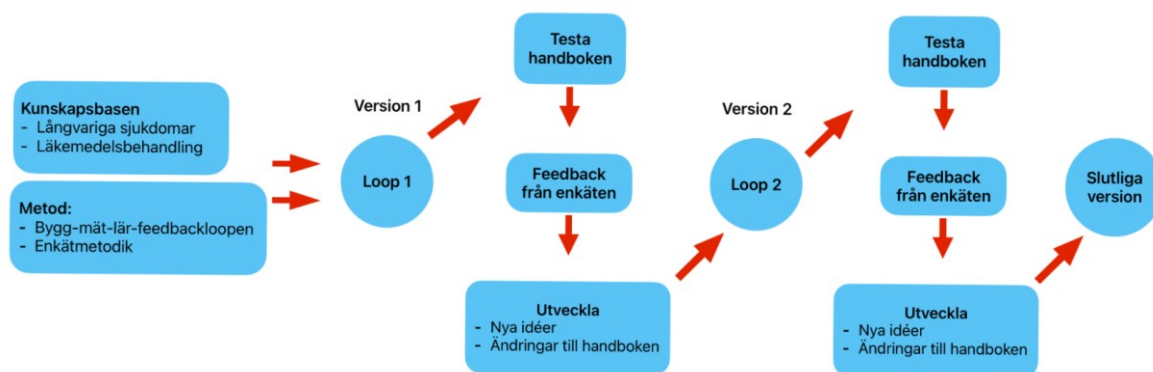 Kunskapsbasen
- Långvariga sjukdomar
- Läkemedelsbehandling
Metod:
- Bygg-mät-lär-feedbackloopen
- Enkätmetodik
Version 1
Loop 1
Testa
handboken
Feedback
från enkäten
Utveckla
- Nya idéer
- Ändringar till handboken
Version 2
Loop 2
Testa
handboken
Feedback
från enkäten
Utveckla
- Nya idéer
- Ändringar till handboken
Slutliga
version